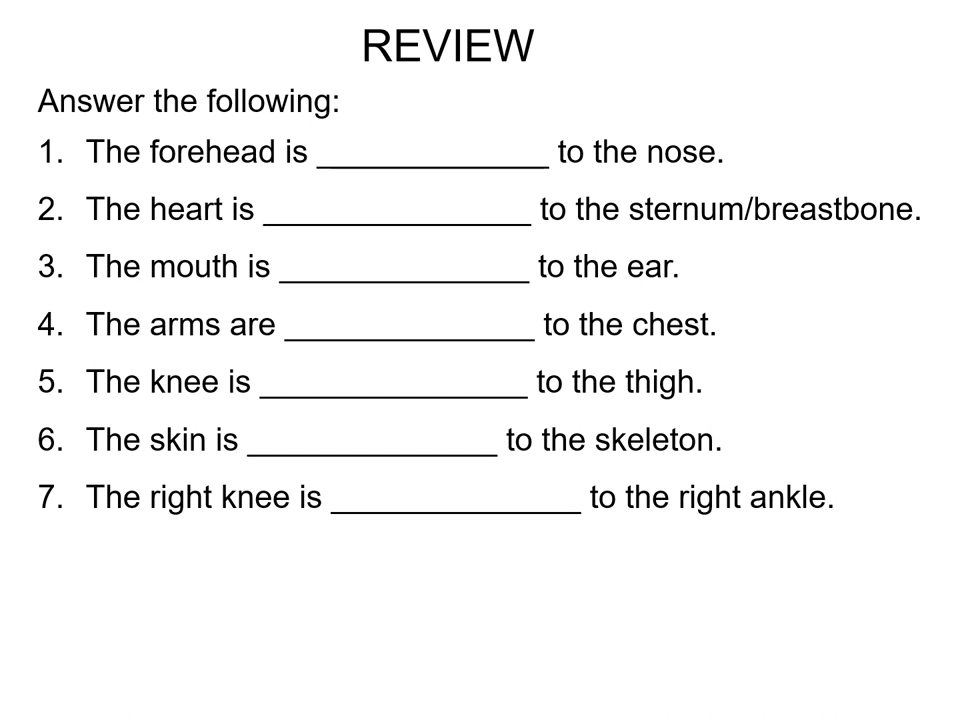 REVIEW
Answer the following:
1. The forehead is _____________ to the nose.
2. The heart is _______________ to the sternum/breastbone.
3. The mouth is ______________ to the ear.
4. The arms are ______________ to the chest.
5. The knee is _______________ to the thigh.
6. The skin is ______________ to the skeleton.
7. The right knee is ______________ to the right ankle.